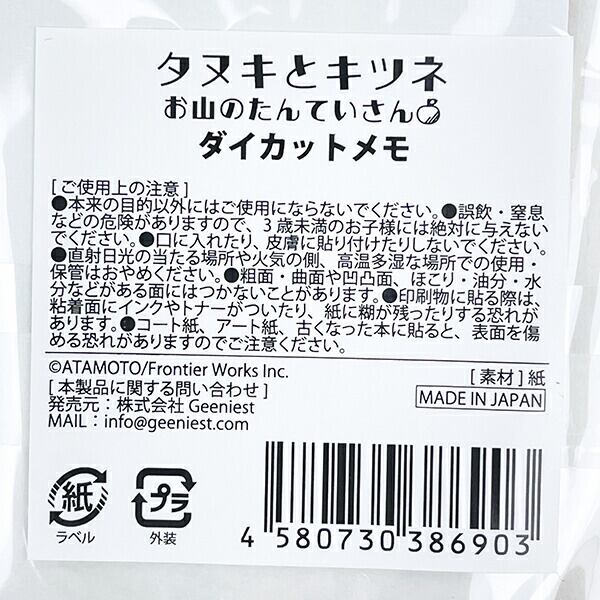 タヌキとキツネ
お山のたんていさん
ダイカットメモ
[ご使用上の注意]
●本来の目的以外にはご使用にならないでください。●誤飲・窒息
などの危険がありますので、3歳未満のお子様には絶対に与えない
でください。●口に入れたり、皮膚に貼り付けたりしないでください。
●直射日光の当たる場所や火気の側、高温多湿な場所での使用・
保管はおやめください。●粗面・曲面や凹凸面、ほこり・油分・水
分などがある面にはつかないことがあります。●印刷物に貼る際は、
粘着面にインクやトナーがついたり、紙に糊が残ったりする恐れが
あります。●コート紙、アート紙、古くなった本に貼ると、表面を傷
める恐れがありますのでご注意ください。
©ATAMOTO/Frontier Works Inc.
[素材]紙
[本製品に関する問い合わせ]
MADE IN JAPAN
発売元:株式会社 Geeniest
MAIL:info@geeniest.com
紙
ラベル
プラ
外装
4 580730 386903